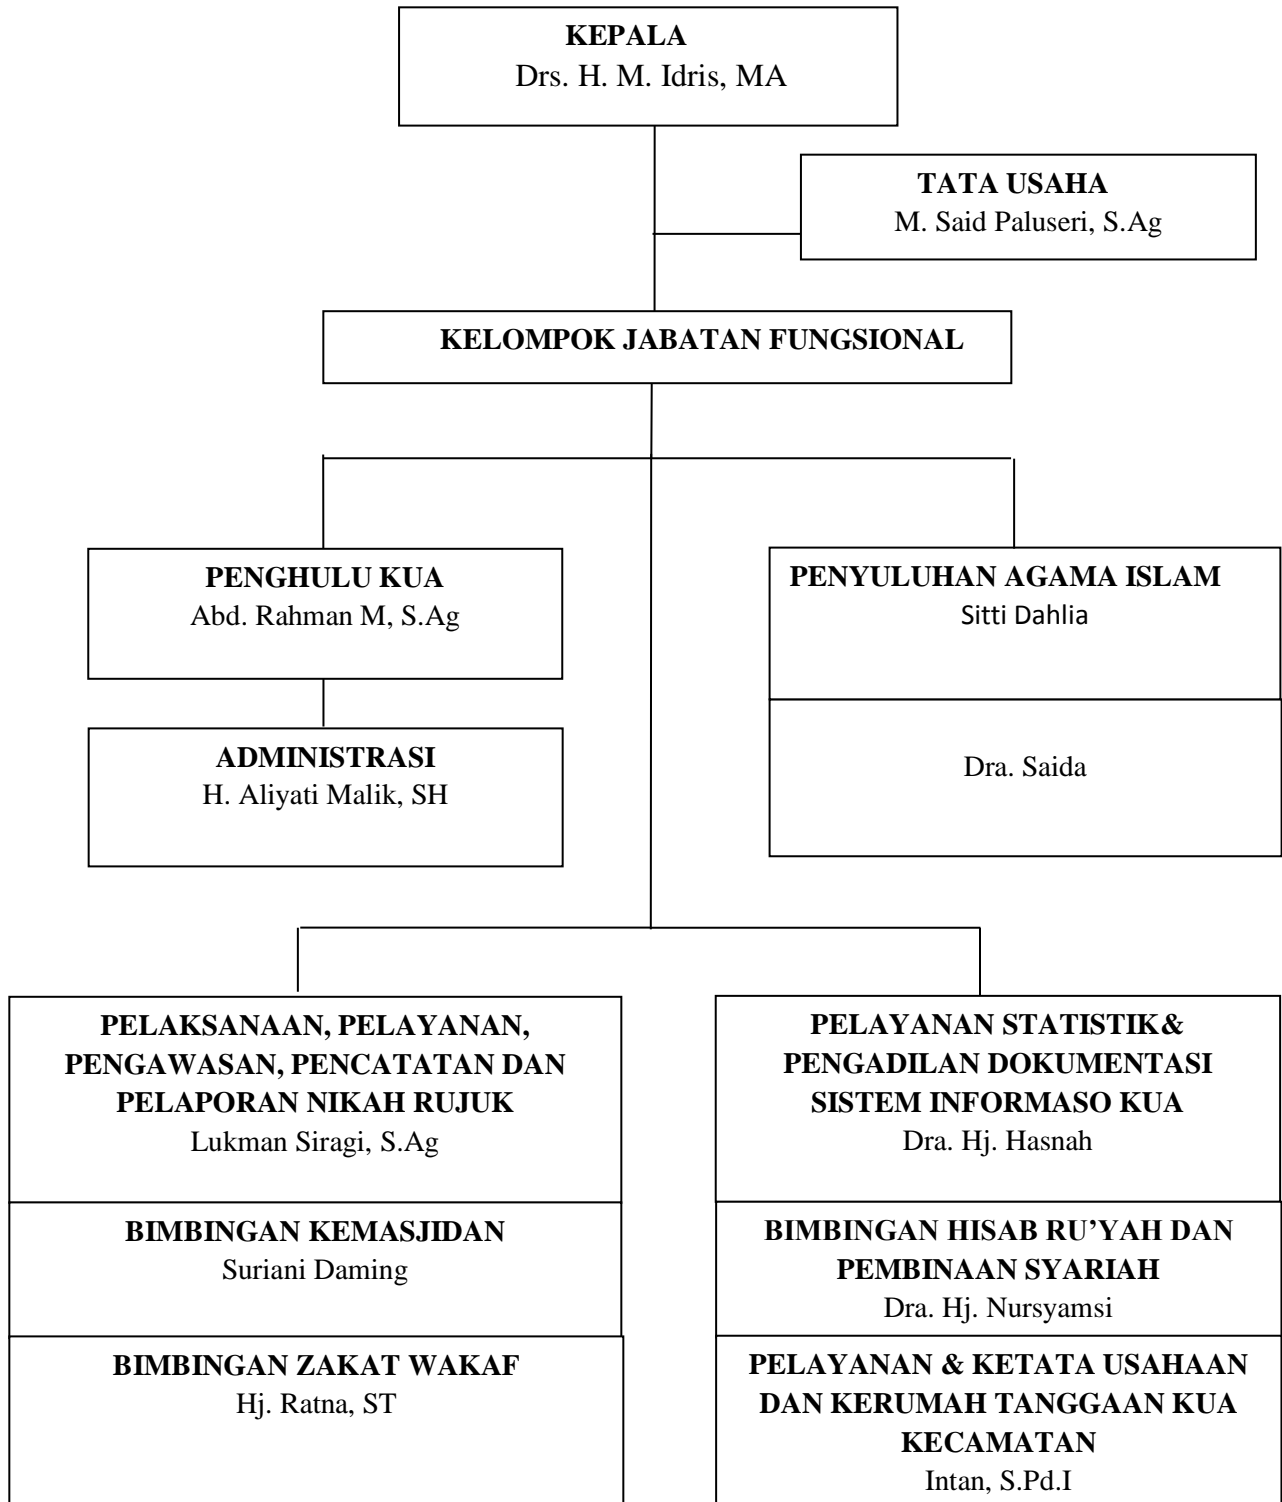 KEPALA
Drs. H. M. Idris, MA
TATA USAHA
M. Said Paluseri, S.Ag
KELOMPOK JABATAN FUNGSIONAL
PENGHULU KUA
Abd. Rahman M, S.Ag
PENYULUHAN AGAMA ISLAM
Sitti Dahlia
ADMINISTRASI
H. Aliyati Malik, SH
Dra. Saida
PELAKSANAAN, PELAYANAN,
PENGAWASAN, PENCATATAN DAN
PELAPORAN NIKAH RUJUK
Lukman Siragi, S.Ag
BIMBINGAN KEMASJIDAN
Suriani Daming
BIMBINGAN ZAKAT WAKAF
Hj. Ratna, ST
PELAYANAN STATISTIK&
PENGADILAN DOKUMENTASI
SISTEM INFORMASO KUA
Dra. Hj. Hasnah
BIMBINGAN HISAB RU’YAH DAN
PEMBINAAN SYARIAH
Dra. Hj. Nursyamsi
PELAYANAN & KETATA USAHAAN
DAN KERUMAH TANGGAAN KUA
KECAMATAN
Intan, S.Pd.I